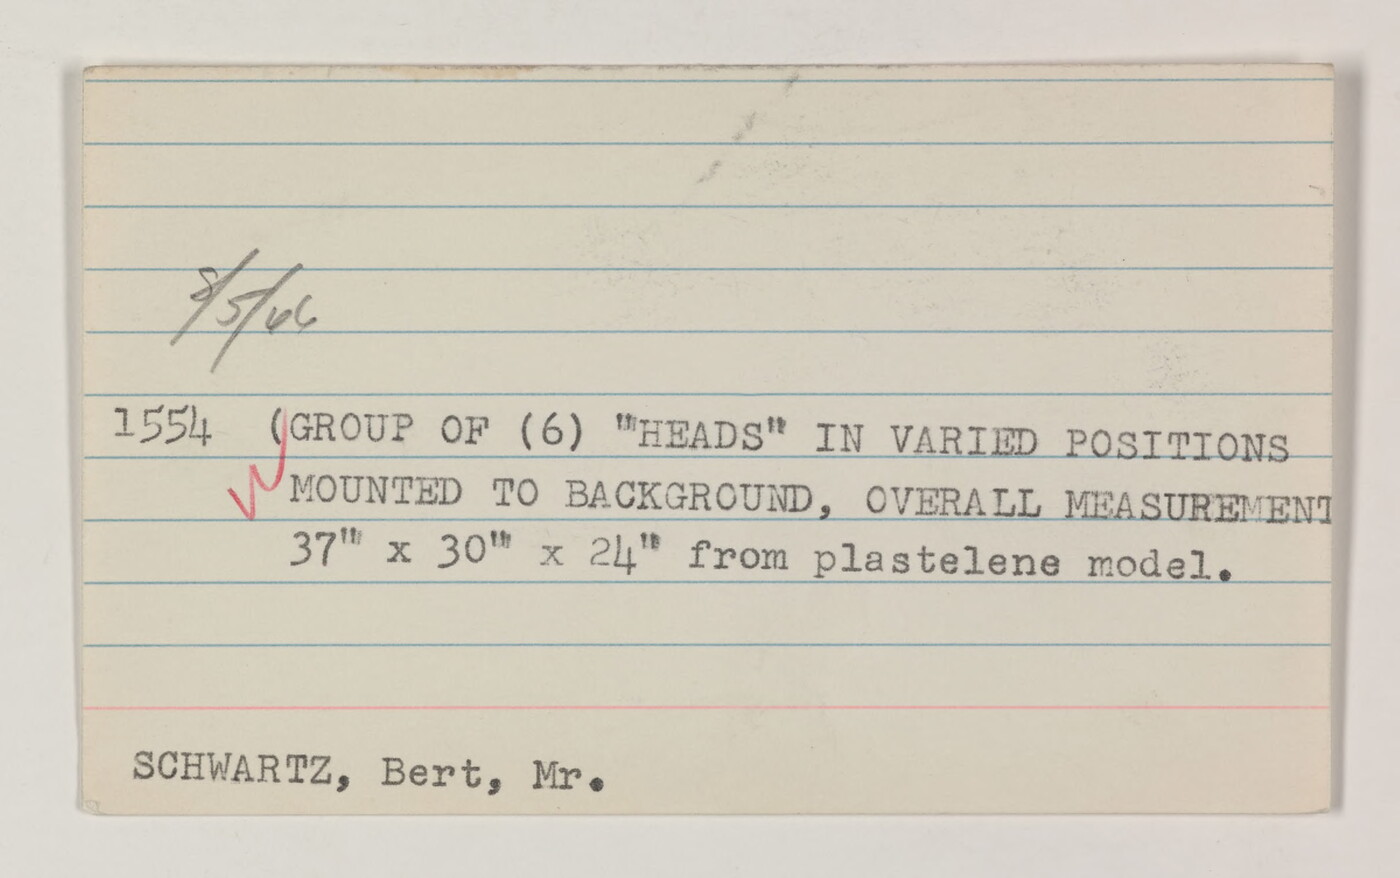 8/5/66
1554 (GROUP OF (6) "HEADS" IN VARIED POSITIONS
MOUNTED TO BACKGROUND, OVERALL MEASUREMENT
37" x 30" x 24" from plastelene model.
SCHWARTZ, Bert, Mr.